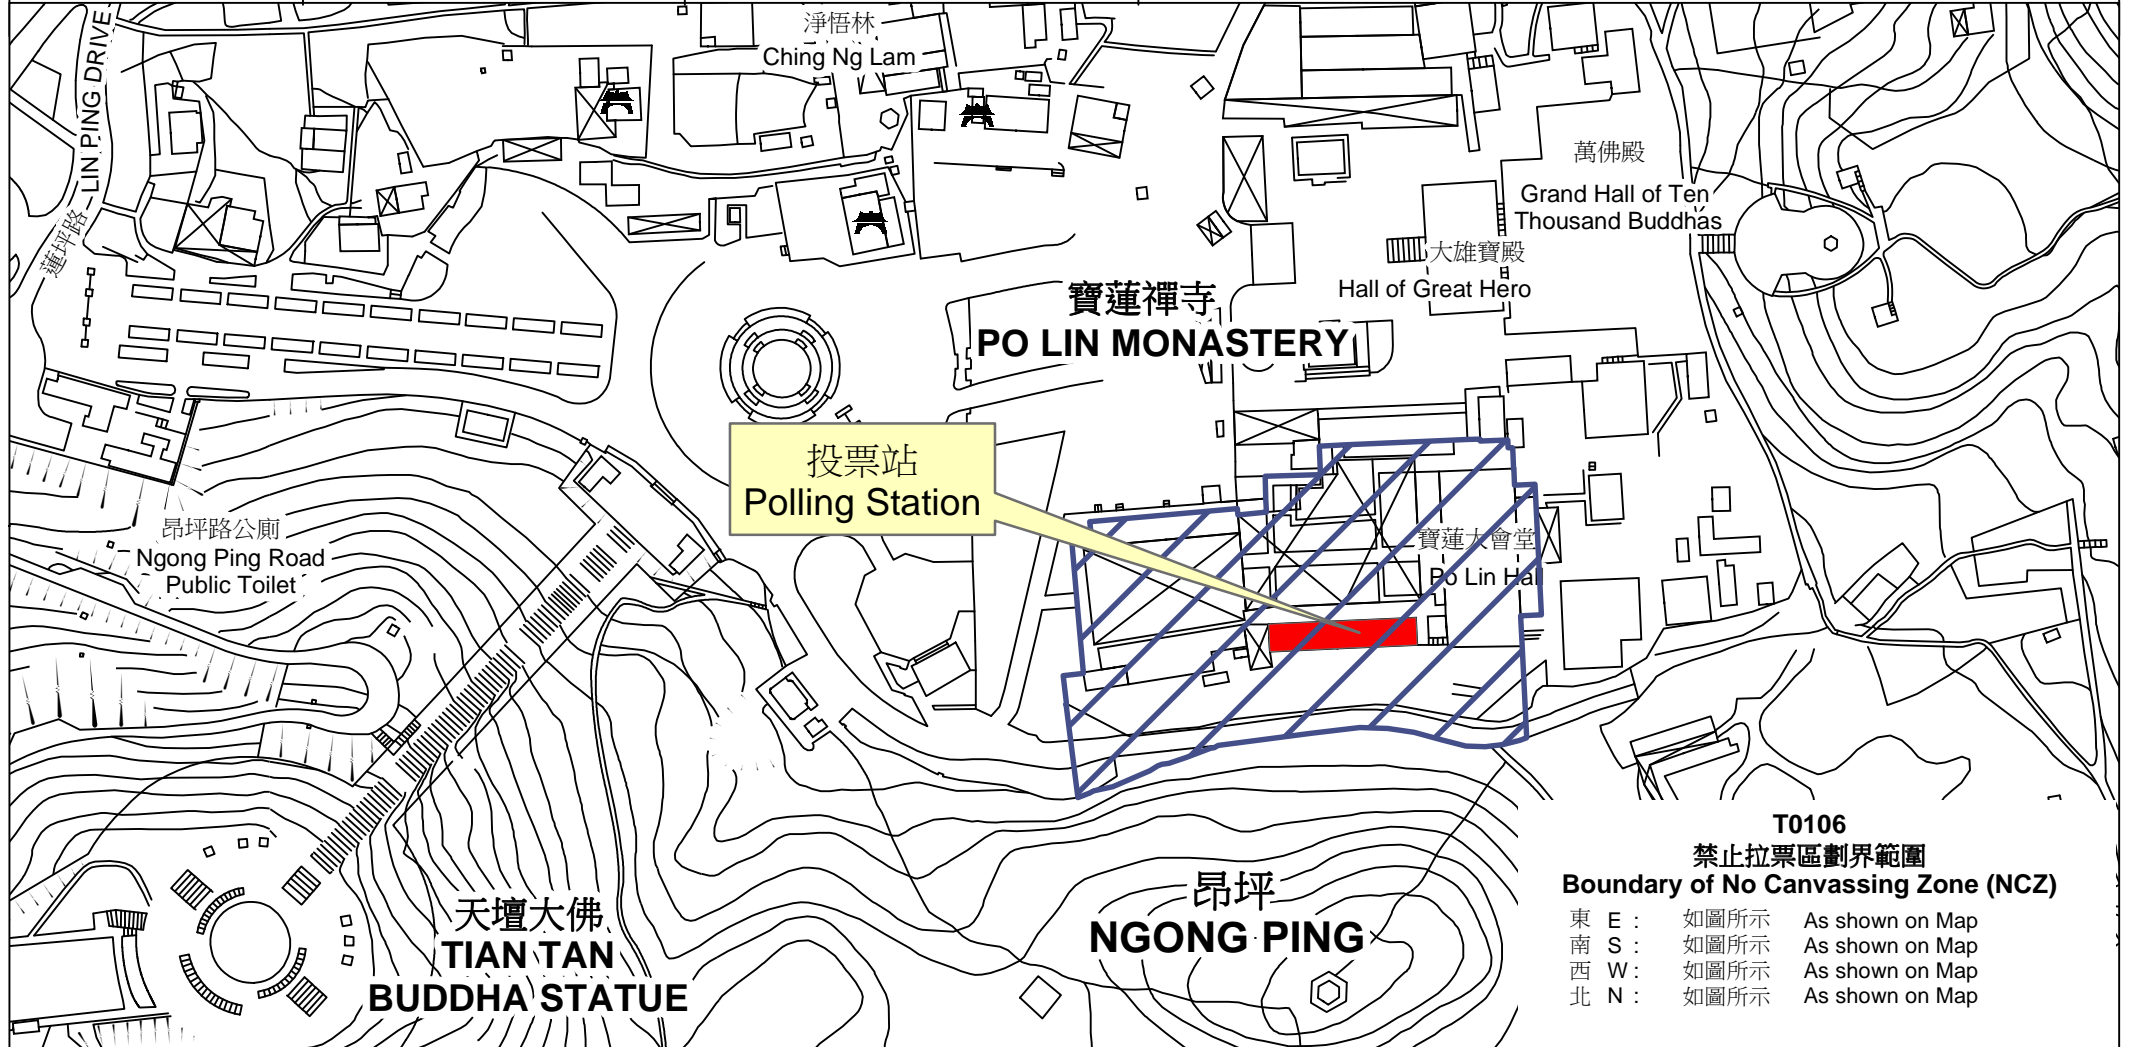 淨悟林
Ching Ng Lam
蓮坪路 LIN PING DRIVE
萬佛殿
Grand Hall of Ten
Thousand Buddhas
大雄寶殿
Hall of Great Hero
寶蓮禪寺
PO LIN MONASTERY
投票站
Polling Station
昂坪路公廁
Ngong Ping Road
Public Toilet
寶蓮大會堂
Po Lin Hall
天壇大佛
TIAN TAN
BUDDHA STATUE
昂坪
NGONG PING
T0106
禁止拉票區劃界範圍
Boundary of No Canvassing Zone (NCZ)
東 E : 如圖所示 As shown on Map
南 S : 如圖所示 As shown on Map
西 W : 如圖所示 As shown on Map
北 N : 如圖所示 As shown on Map